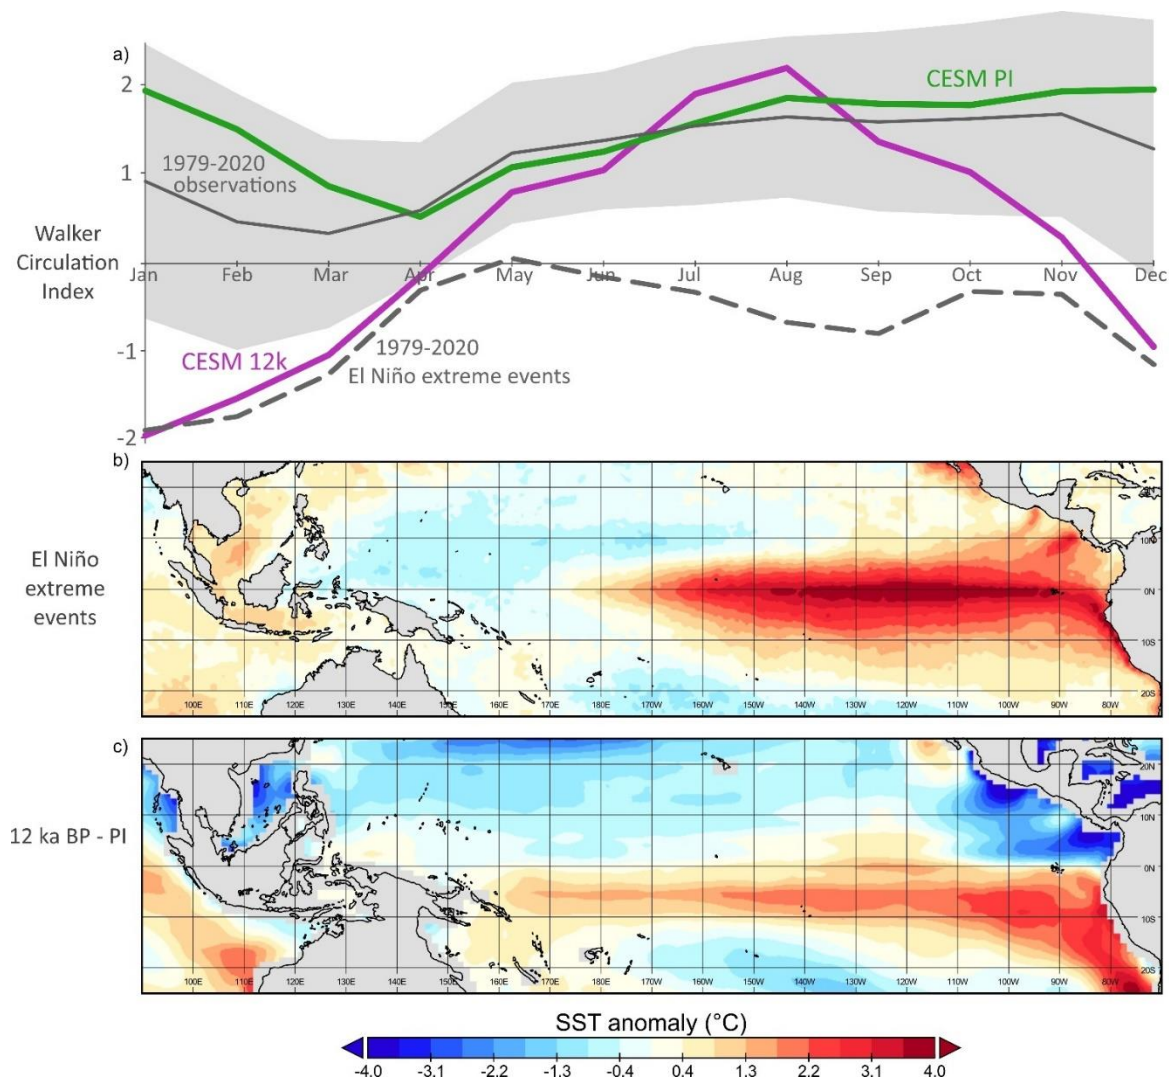 a)
2
CESM PI
1
1979-2020
observations
Walker
Circulation
Index
Jan Feb Mar Apr May Jun Jul Aug Sep Oct Nov Dec
-1
CESM 12k
1979-2020
El Niño extreme events
-2
b)
El Niño
extreme
events
10N
0N
10S
20S
100E 110E 120E 130E 140E 150E 160E 170E 180E 170W 160W 150W 140W 130W 120W 110W 100W 90W 80W
c)
12 ka BP - PI
20N
10N
0N
10S
20S
100E 110E 120E 130E 140E 150E 160E 170E 180E 170W 160W 150W 140W 130W 120W 110W 100W 90W 80W
SST anomaly (°C)
-4.0 -3.1 -2.2 -1.3 -0.4 0.4 1.3 2.2 3.1 4.0